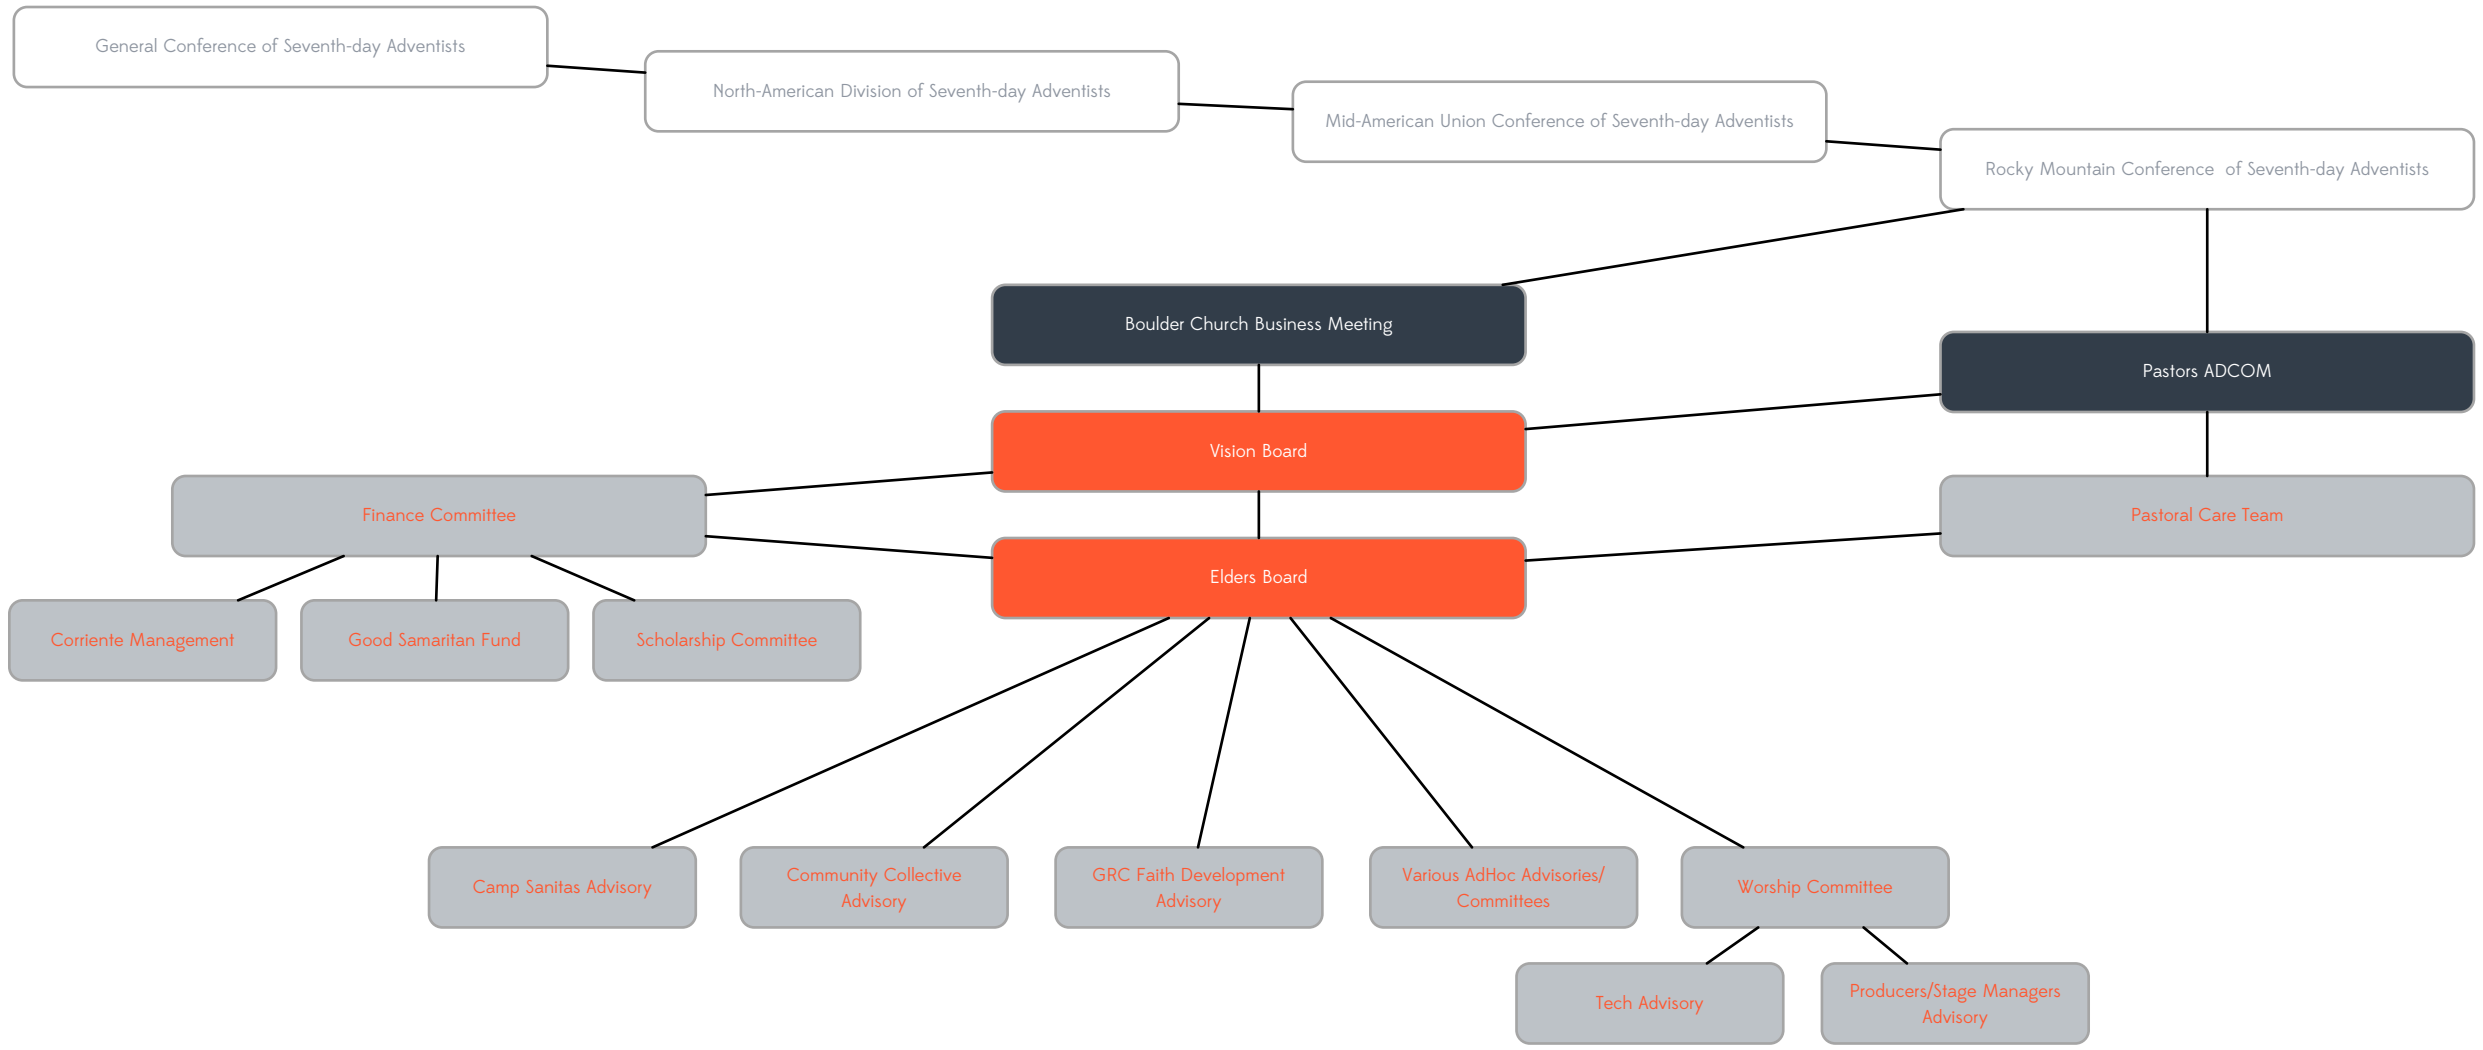 General Conference of Seventh-day Adventists
North-American Division of Seventh-day Adventists
Mid-American Union Conference of Seventh-day Adventists
Rocky Mountain Conference  of Seventh-day Adventists
Boulder Church Business Meeting
Pastors ADCOM
Vision Board
Finance Committee
Pastoral Care Team
Elders Board
Corriente Management
Good Samaritan Fund
Scholarship Committee
Camp Sanitas Advisory
Community Collective
Advisory
GRC Faith Development
Advisory
Various AdHoc Advisories/
Committees
Worship Committee
Tech Advisory
Producers/Stage Managers
Advisory